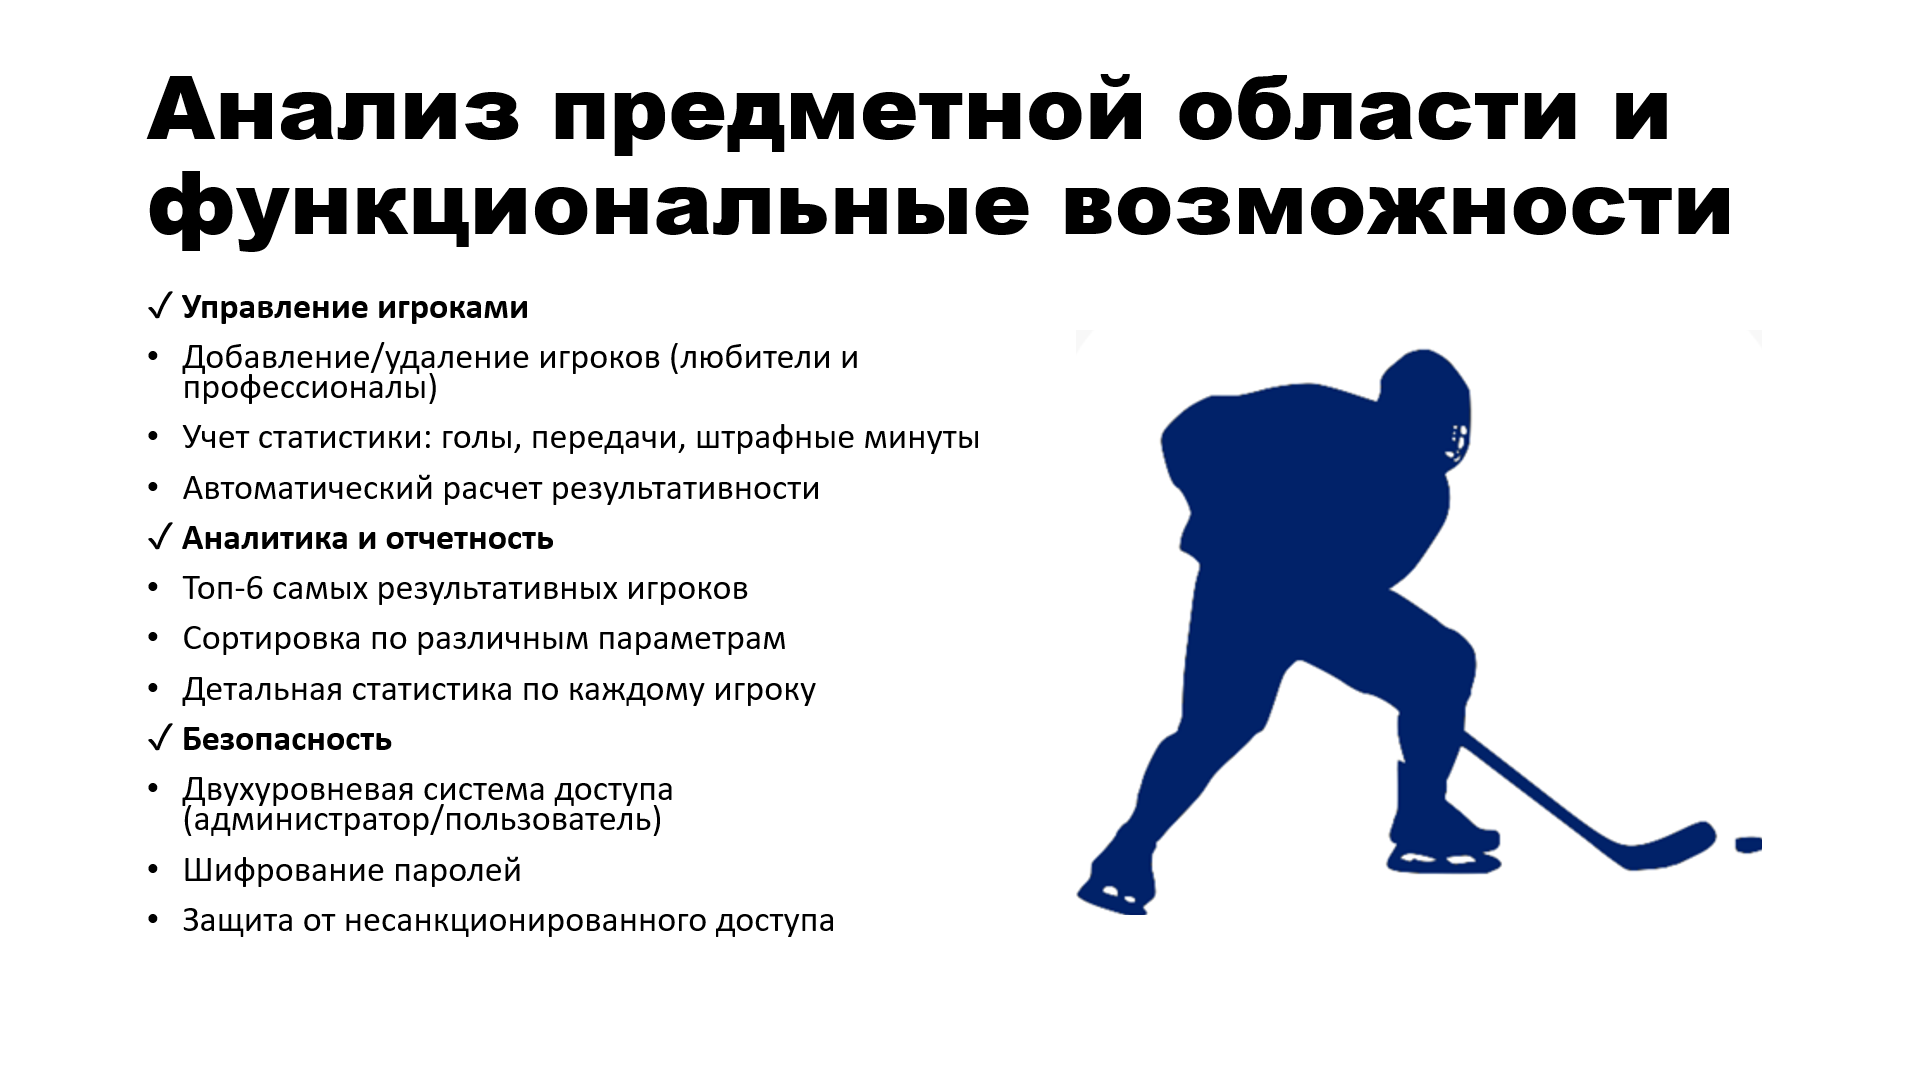 Анализ предметной области и
функциональные возможности
✓ Управление игроками
• Добавление/удаление игроков (любители и
профессионалы)
• Учет статистики: голы, передачи, штрафные минуты
• Автоматический расчет результативности
✓ Аналитика и отчетность
• Топ-6 самых результативных игроков
• Сортировка по различным параметрам
• Детальная статистика по каждому игроку
✓ Безопасность
• Двухуровневая система доступа
(администратор/пользователь)
• Шифрование паролей
• Защита от несанкционированного доступа